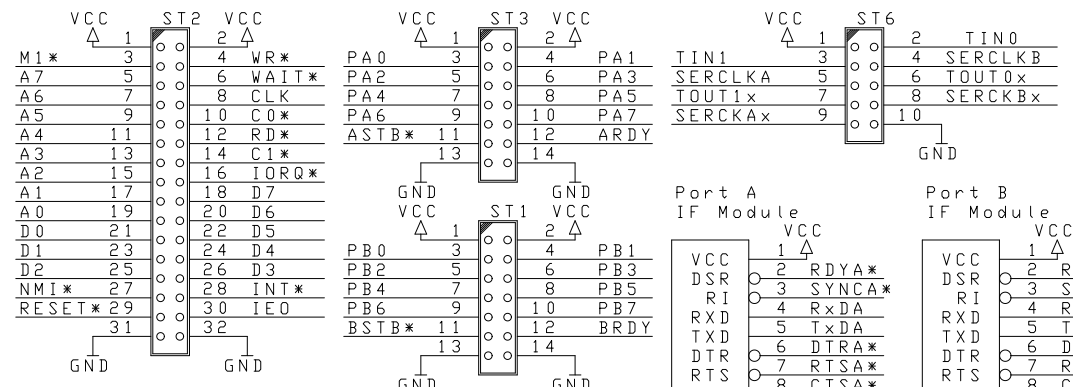 VCC ST2 VCC
1 2
M1* 3 4 WR*
A7 5 6 WAIT*
A6 7 8 CLK
A5 9 10 C0*
A4 11 12 RD*
A3 13 14 C1*
A2 15 16 IORQ*
A1 17 18 D7
A0 19 20 D6
D0 21 22 D5
D1 23 24 D4
D2 25 26 D3
NMI* 27 28 INT*
RESET* 29 30 IEO
31 32
GND GND
VCC ST3 VCC
1 2
PA0 3 4 PA1
PA2 5 6 PA3
PA4 7 8 PA5
PA6 9 10 PA7
ASTB* 11 12 ARDY
13 14
GND GND
VCC ST1 VCC
1 2
PB0 3 4 PB1
PB2 5 6 PB3
PB4 7 8 PB5
PB6 9 10 PB7
BSTB* 11 12 BRDY
13 14
GND GND
VCC ST6
1 2 TIN0
TIN1 3 4 SERCLKB
SERCLKA 5 6 TOUT0x
TOUT1x 7 8 SERCKBx
SERCKAx 9 10
GND
Port A
IF Module
VCC
VCC 1
DSR 2 RDYA*
RI 3 SYNCA*
RXD 4 RxDA
TXD 5 TxDA
DTR 6 DTRA*
RTS 7 RTSA*
8 CTSA*
Port B
IF Module
VCC
VCC 1
DSR 2 R
RI 3 S
RXD 4 R
TXD 5 T
DTR 6 D
RTS 7 R
8 C